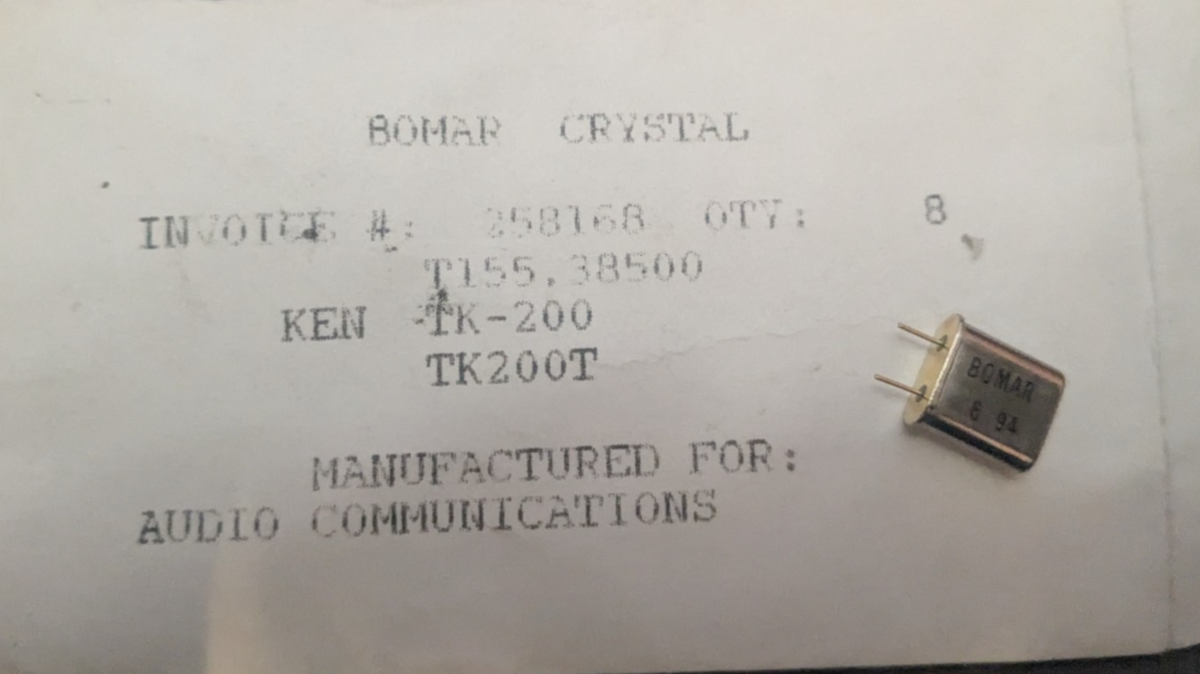 BOMAR CRYSTAL
INVOICE #: 258168 QTY: 8
T155.38500
KEN TK-200
TK200T
MANUFACTURED FOR:
AUDIO COMMUNICATIONS
BOMAR
6 94